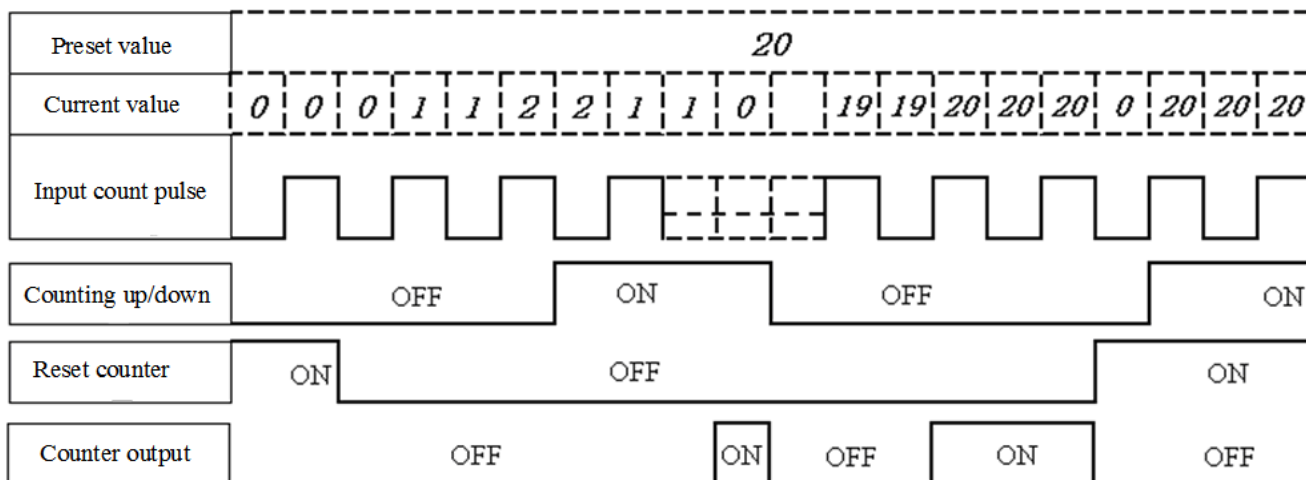 Preset value 20
Current value 0 0 0 1 1 2 2 1 1 0 19 19 20 20 20 0 20 20 20
Input count pulse
Counting up/down OFF ON OFF ON
Reset counter ON OFF ON
Counter output OFF ON OFF ON OFF